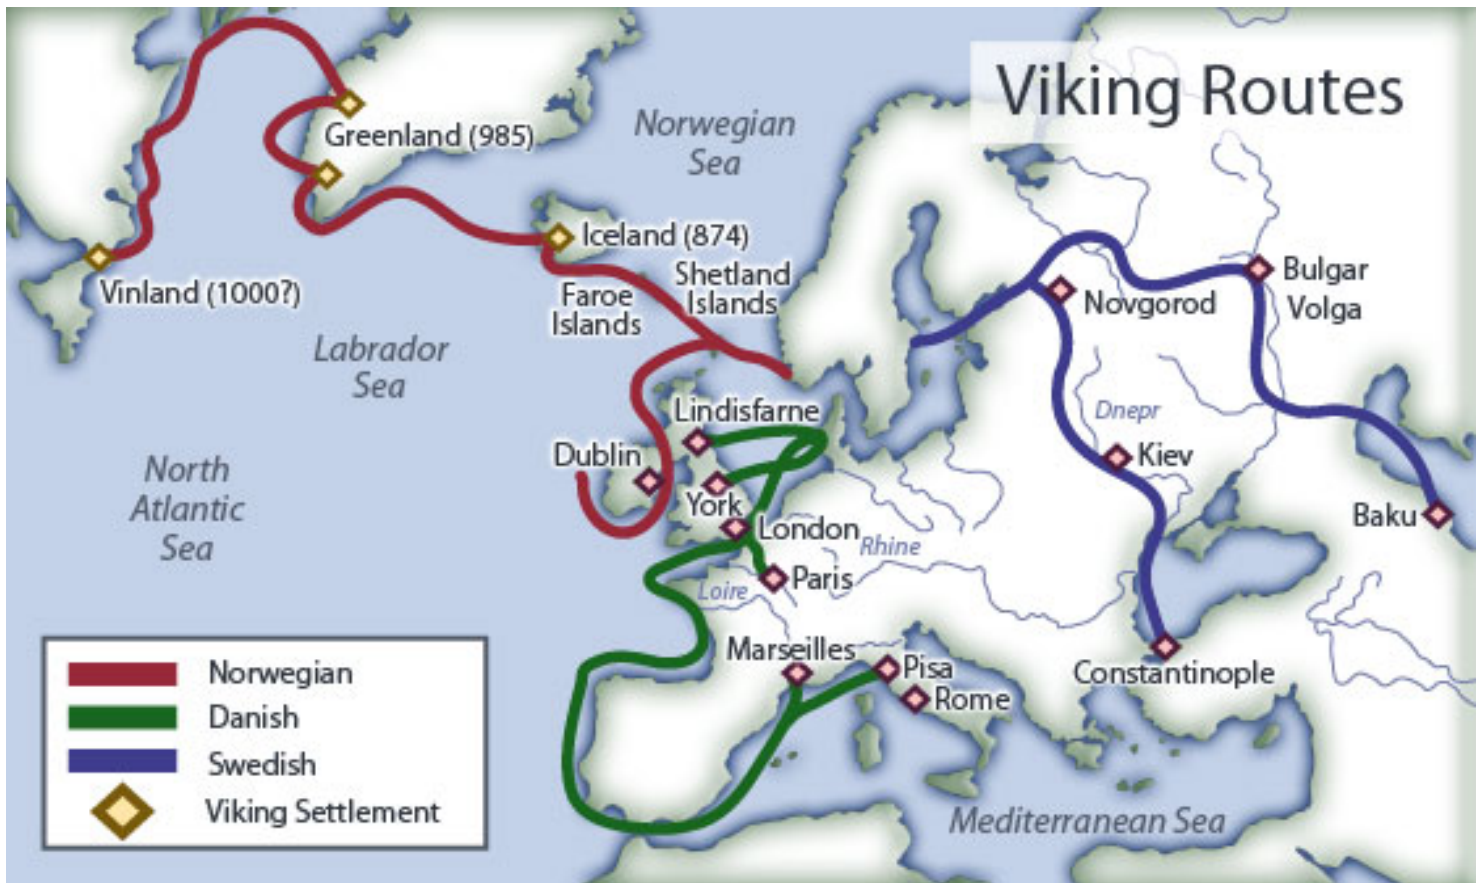 Viking Routes
Norwegian
Sea
Greenland (985)
Iceland (874)
Shetland
Islands
Faroe
Islands
Vinland (1000?)
Labrador
Sea
North
Atlantic
Sea
Bulgar
Volga
Novgorod
Dnepr
Kiev
Baku
Constantinople
Lindisfarne
Dublin
York
London
Paris
Rhine
Loire
Marseilles
Pisa
Rome
Mediterranean Sea
Norwegian
Danish
Swedish
Viking Settlement